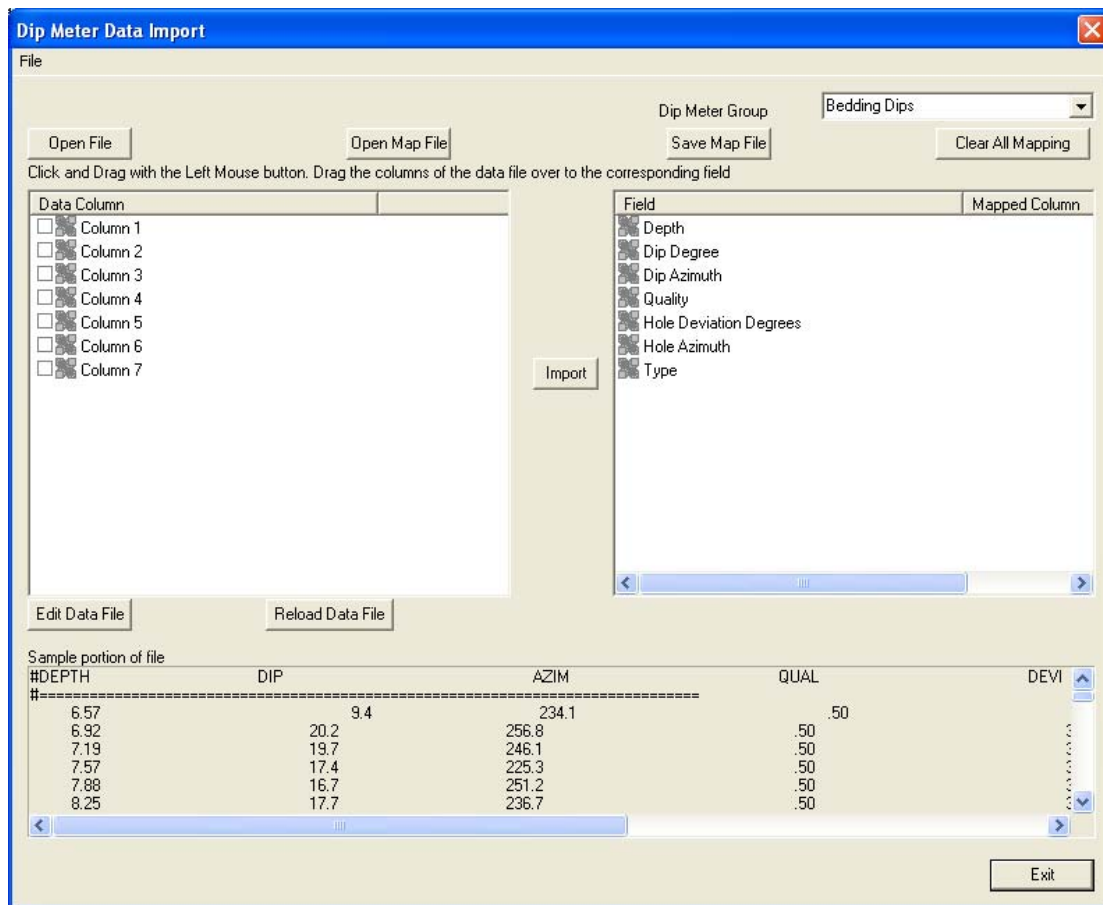 Dip Meter Data Import
File
Dip Meter Group Bedding Dips
Open File Open Map File Save Map File Clear All Mapping
Click and Drag with the Left Mouse button. Drag the columns of the data file over to the corresponding field
Data Column
Column 1
Column 2
Column 3
Column 4
Column 5
Column 6
Column 7
Import
Field Mapped Column
Depth
Dip Degree
Dip Azimuth
Quality
Hole Deviation Degrees
Hole Azimuth
Type
Edit Data File Reload Data File
Sample portion of file
#DEPTH DIP AZIM QUAL DEVI
#==============================================================================
6.57 9.4 234.1 .50
6.92 20.2 256.8 .50
7.19 19.7 246.1 .50
7.57 17.4 225.3 .50
7.88 16.7 251.2 .50
8.25 17.7 236.7 .50
Exit